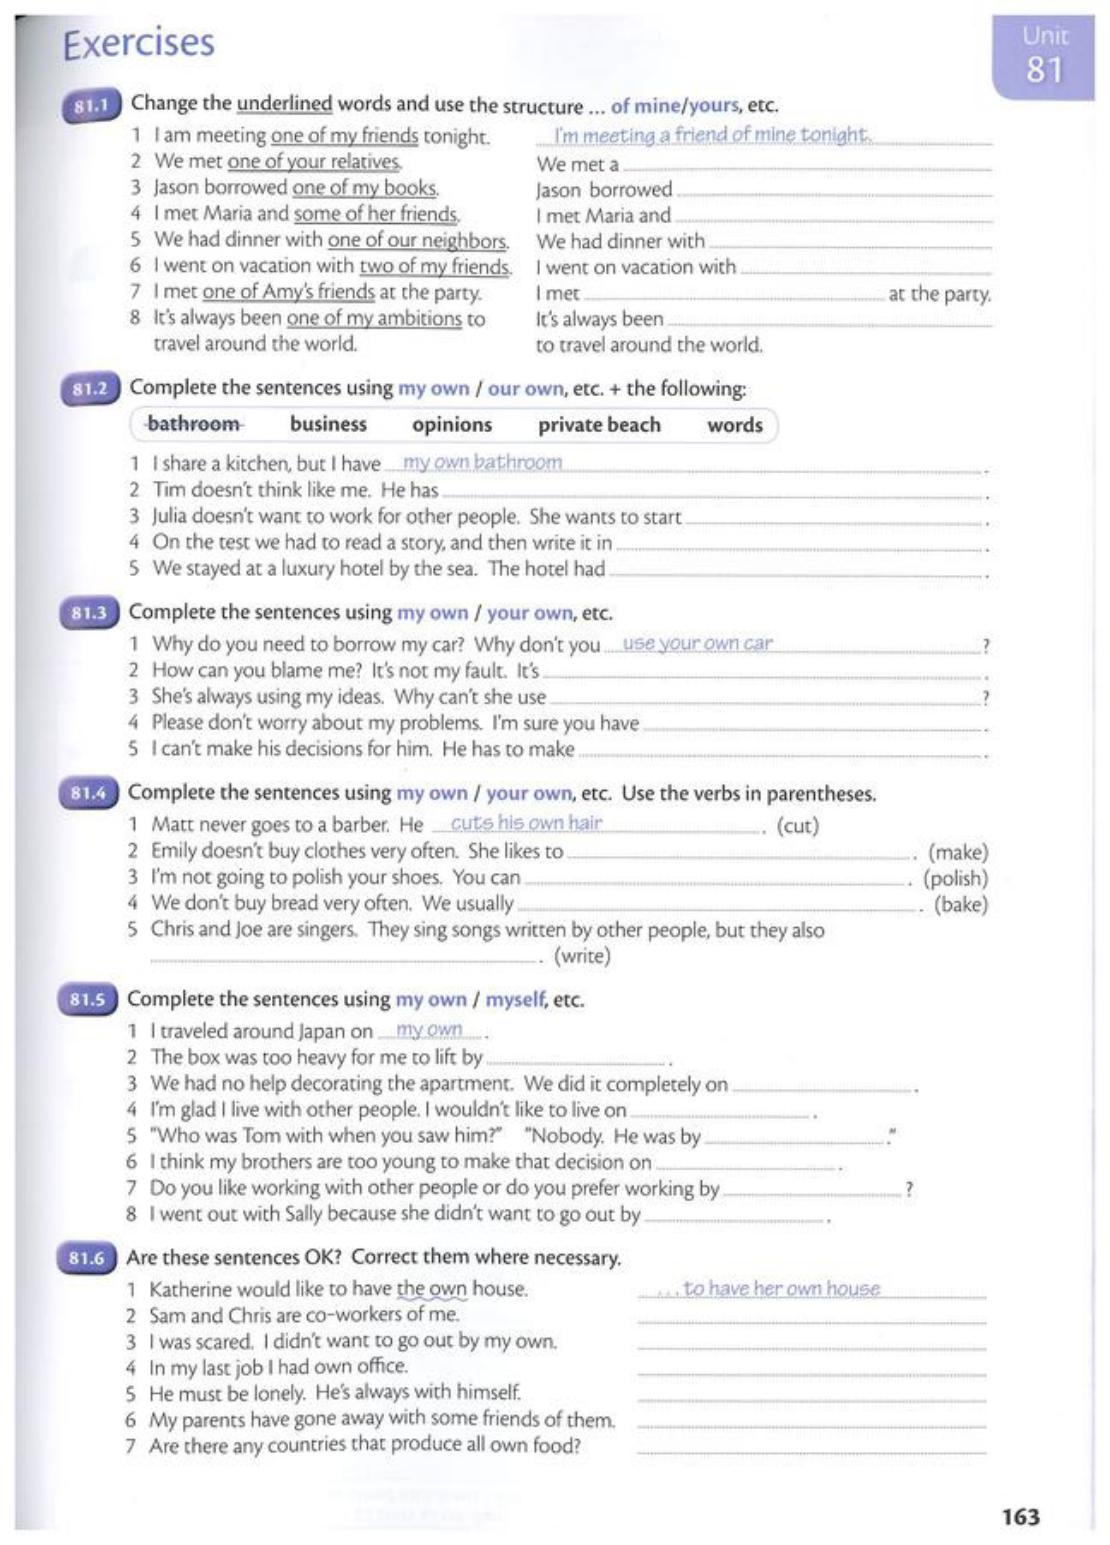 Exercises
Unit
81
81.1 Change the underlined words and use the structure ... of mine/yours, etc.
1 I am meeting one of my friends tonight. I'm meeting a friend of mine tonight.
2 We met one of your relatives. We met a
3 Jason borrowed one of my books. Jason borrowed
4 I met Maria and some of her friends. I met Maria and
5 We had dinner with one of our neighbors. We had dinner with
6 I went on vacation with two of my friends. I went on vacation with
7 I met one of Amy's friends at the party. I met at the party.
8 It's always been one of my ambitions to It's always been
travel around the world. to travel around the world.
81.2 Complete the sentences using my own / our own, etc. + the following:
bathroom business opinions private beach words
1 I share a kitchen, but I have my own bathroom .
2 Tim doesn't think like me. He has .
3 Julia doesn't want to work for other people. She wants to start .
4 On the test we had to read a story, and then write it in .
5 We stayed at a luxury hotel by the sea. The hotel had .
81.3 Complete the sentences using my own / your own, etc.
1 Why do you need to borrow my car? Why don't you use your own car ?
2 How can you blame me? It's not my fault. It's .
3 She's always using my ideas. Why can't she use ?
4 Please don't worry about my problems. I'm sure you have .
5 I can't make his decisions for him. He has to make .
81.4 Complete the sentences using my own / your own, etc. Use the verbs in parentheses.
1 Matt never goes to a barber. He cuts his own hair . (cut)
2 Emily doesn't buy clothes very often. She likes to . (make)
3 I'm not going to polish your shoes. You can . (polish)
4 We don't buy bread very often. We usually . (bake)
5 Chris and Joe are singers. They sing songs written by other people, but they also
. (write)
81.5 Complete the sentences using my own / myself, etc.
1 I traveled around Japan on my own .
2 The box was too heavy for me to lift by .
3 We had no help decorating the apartment. We did it completely on .
4 I'm glad I live with other people. I wouldn't like to live on .
5 "Who was Tom with when you saw him?" "Nobody. He was by ."
6 I think my brothers are too young to make that decision on .
7 Do you like working with other people or do you prefer working by ?
8 I went out with Sally because she didn't want to go out by .
81.6 Are these sentences OK? Correct them where necessary.
1 Katherine would like to have the own house. ... to have her own house
2 Sam and Chris are co-workers of me.
3 I was scared. I didn't want to go out by my own.
4 In my last job I had own office.
5 He must be lonely. He's always with himself.
6 My parents have gone away with some friends of them.
7 Are there any countries that produce all own food?
163